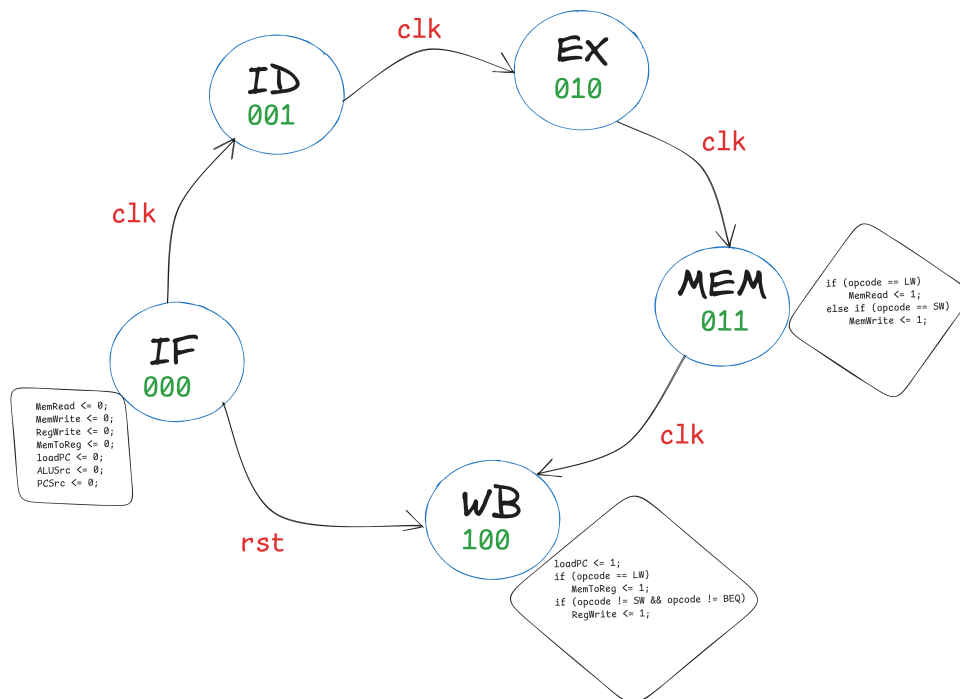 clk
EX
010
ID
001
clk
clk
MEM
011
if (opcode == LW)
MemRead <= 1;
else if (opcode == SW)
MemWrite <= 1;
IF
000
MemRead <= 0;
MemWrite <= 0;
RegWrite <= 0;
MemToReg <= 0;
loadPC <= 0;
ALUSrc <= 0;
PCSrc <= 0;
clk
WB
100
rst
loadPC <= 1;
if (opcode == LW)
MemToReg <= 1;
if (opcode != SW && opcode != BEQ)
RegWrite <= 1;